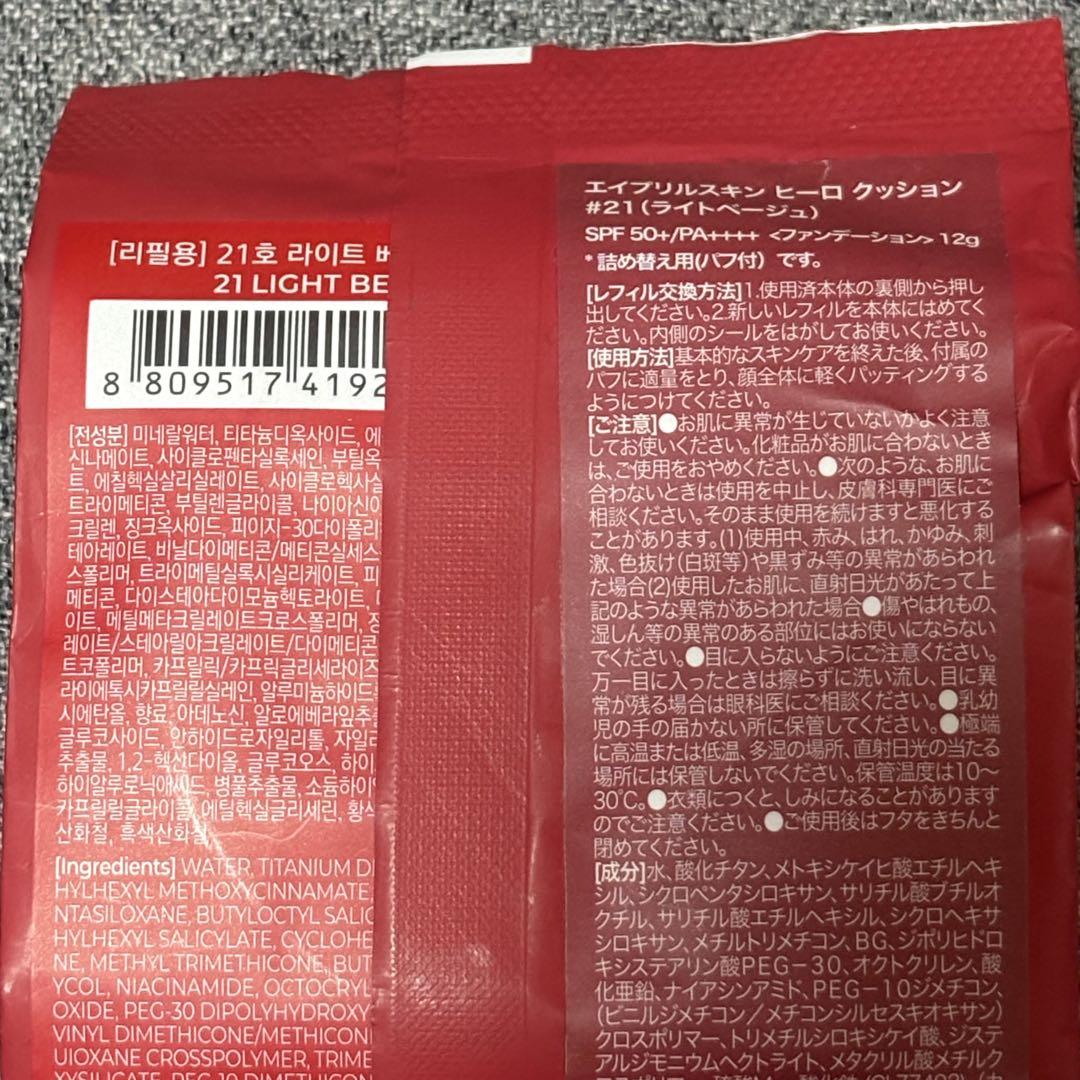 [리필용] 21호 라이트 베
21 LIGHT BE
8 809517 4192
[전성분] 미네랄워터, 티타늄디옥사이드, 에
신나메이트, 사이클로펜타실록세인, 부틸옥
트, 에칠헥실살리실레이트, 사이클로헥사실
트라이메티콘, 부틸렌글라이콜, 나이아신아
크릴렌, 징크옥사이드, 피이지-30다이폴리
테아레이트, 비닐다이메티콘/메티콘실세스
스폴리머, 트라이메틸실록시실리케이트, 피
메티콘, 다이스테아다이모늄헥토라이트,
이트, 메틸메타크릴레이트크로스폴리머,
레이트/스테아릴아크릴레이트/다이메티콘
트코폴리머, 카프릴릭/카프릭글리세라이즈
라이에톡시카프릴릴실레인, 알루미늄하이드
시에탄올, 향료, 아데노신, 알로에베라잎추
글루코사이드, 안하이드로자일리톨, 자일리
추출물, 1,2-헥산다이올, 글루코오스, 하이
하이알루로닉애씨드, 병풀추출물, 소듐하이
카프릴릴글라이콜, 에틸헥실글리세린, 황색
산화철, 흑색산화철
[Ingredients] WATER, TITANIUM DI
HYLHEXYL METHOXYCINNAMATE
NTASILOXANE, BUTYLOCTYL SALIC
HYLHEXYL SALICYLATE, CYCLOHE
NE, METHYL TRIMETHICONE, BUT
YCOL, NIACINAMIDE, OCTOCRYL
OXIDE, PEG-30 DIPOLYHYDROXY
VINYL DIMETHICONE/METHICON
UIOXANE CROSSPOLYMER, TRIME
XYSILICATE, PEG-10 DIMETHICON
エイプリルスキン ヒーロ クッション
#21(ライトベージュ)
SPF 50+/PA++++ <ファンデーション> 12g
*詰め替え用(パフ付) です。
[レフィル交換方法]1.使用済本体の裏側から押し
出してください。2.新しいレフィルを本体にはめてく
ださい。内側のシールをはがしてお使いください。
[使用方法]基本的なスキンケアを終えた後、付属の
パフに適量をとり、顔全体に軽くパッティングする
ようにつけてください。
[ご注意]●お肌に異常が生じていないかよく注意
してお使いください。化粧品がお肌に合わないとき
は、ご使用をおやめください。●次のような、お肌に
合わないときは使用を中止し、皮膚科専門医にご
相談ください。そのまま使用を続けますと悪化する
ことがあります。(1)使用中、赤み、はれ、かゆみ、刺
激、色抜け(白斑等)や黒ずみ等の異常があらわれ
た場合(2)使用したお肌に、直射日光があたって上
記のような異常があらわれた場合●傷やはれもの、
湿しん等の異常のある部位にはお使いにならない
でください。●目に入らないようにご注意ください。
万一目に入ったときは擦らずに洗い流し、目に異
常が残る場合は眼科医にご相談ください。●乳幼
児の手の届かない所に保管してください。●極端
に高温または低温、多湿の場所、直射日光の当たる
場所には保管しないでください。保管温度は10~
30℃。●衣類につくと、しみになることがあります
のでご注意ください。●ご使用後はフタをきちんと
閉めてください。
[成分]水、酸化チタン、メトキシケイヒ酸エチルヘキ
シル、シクロペンタシロキサン、サリチル酸ブチルオ
クチル、サリチル酸エチルヘキシル、シクロヘキサ
シロキサン、メチルトリメチコン、BG、ジポリヒドロ
キシステアリン酸PEG-30、オクトクリレン、酸
化亜鉛、ナイアシンアミド、PEG-10ジメチコン、
(ビニルジメチコン/メチコンシルセスキオキサン)
クロスポリマー、トリメチルシロキシケイ酸、ジステ
アルジモニウムヘクトライト、メタクリル酸メチルク